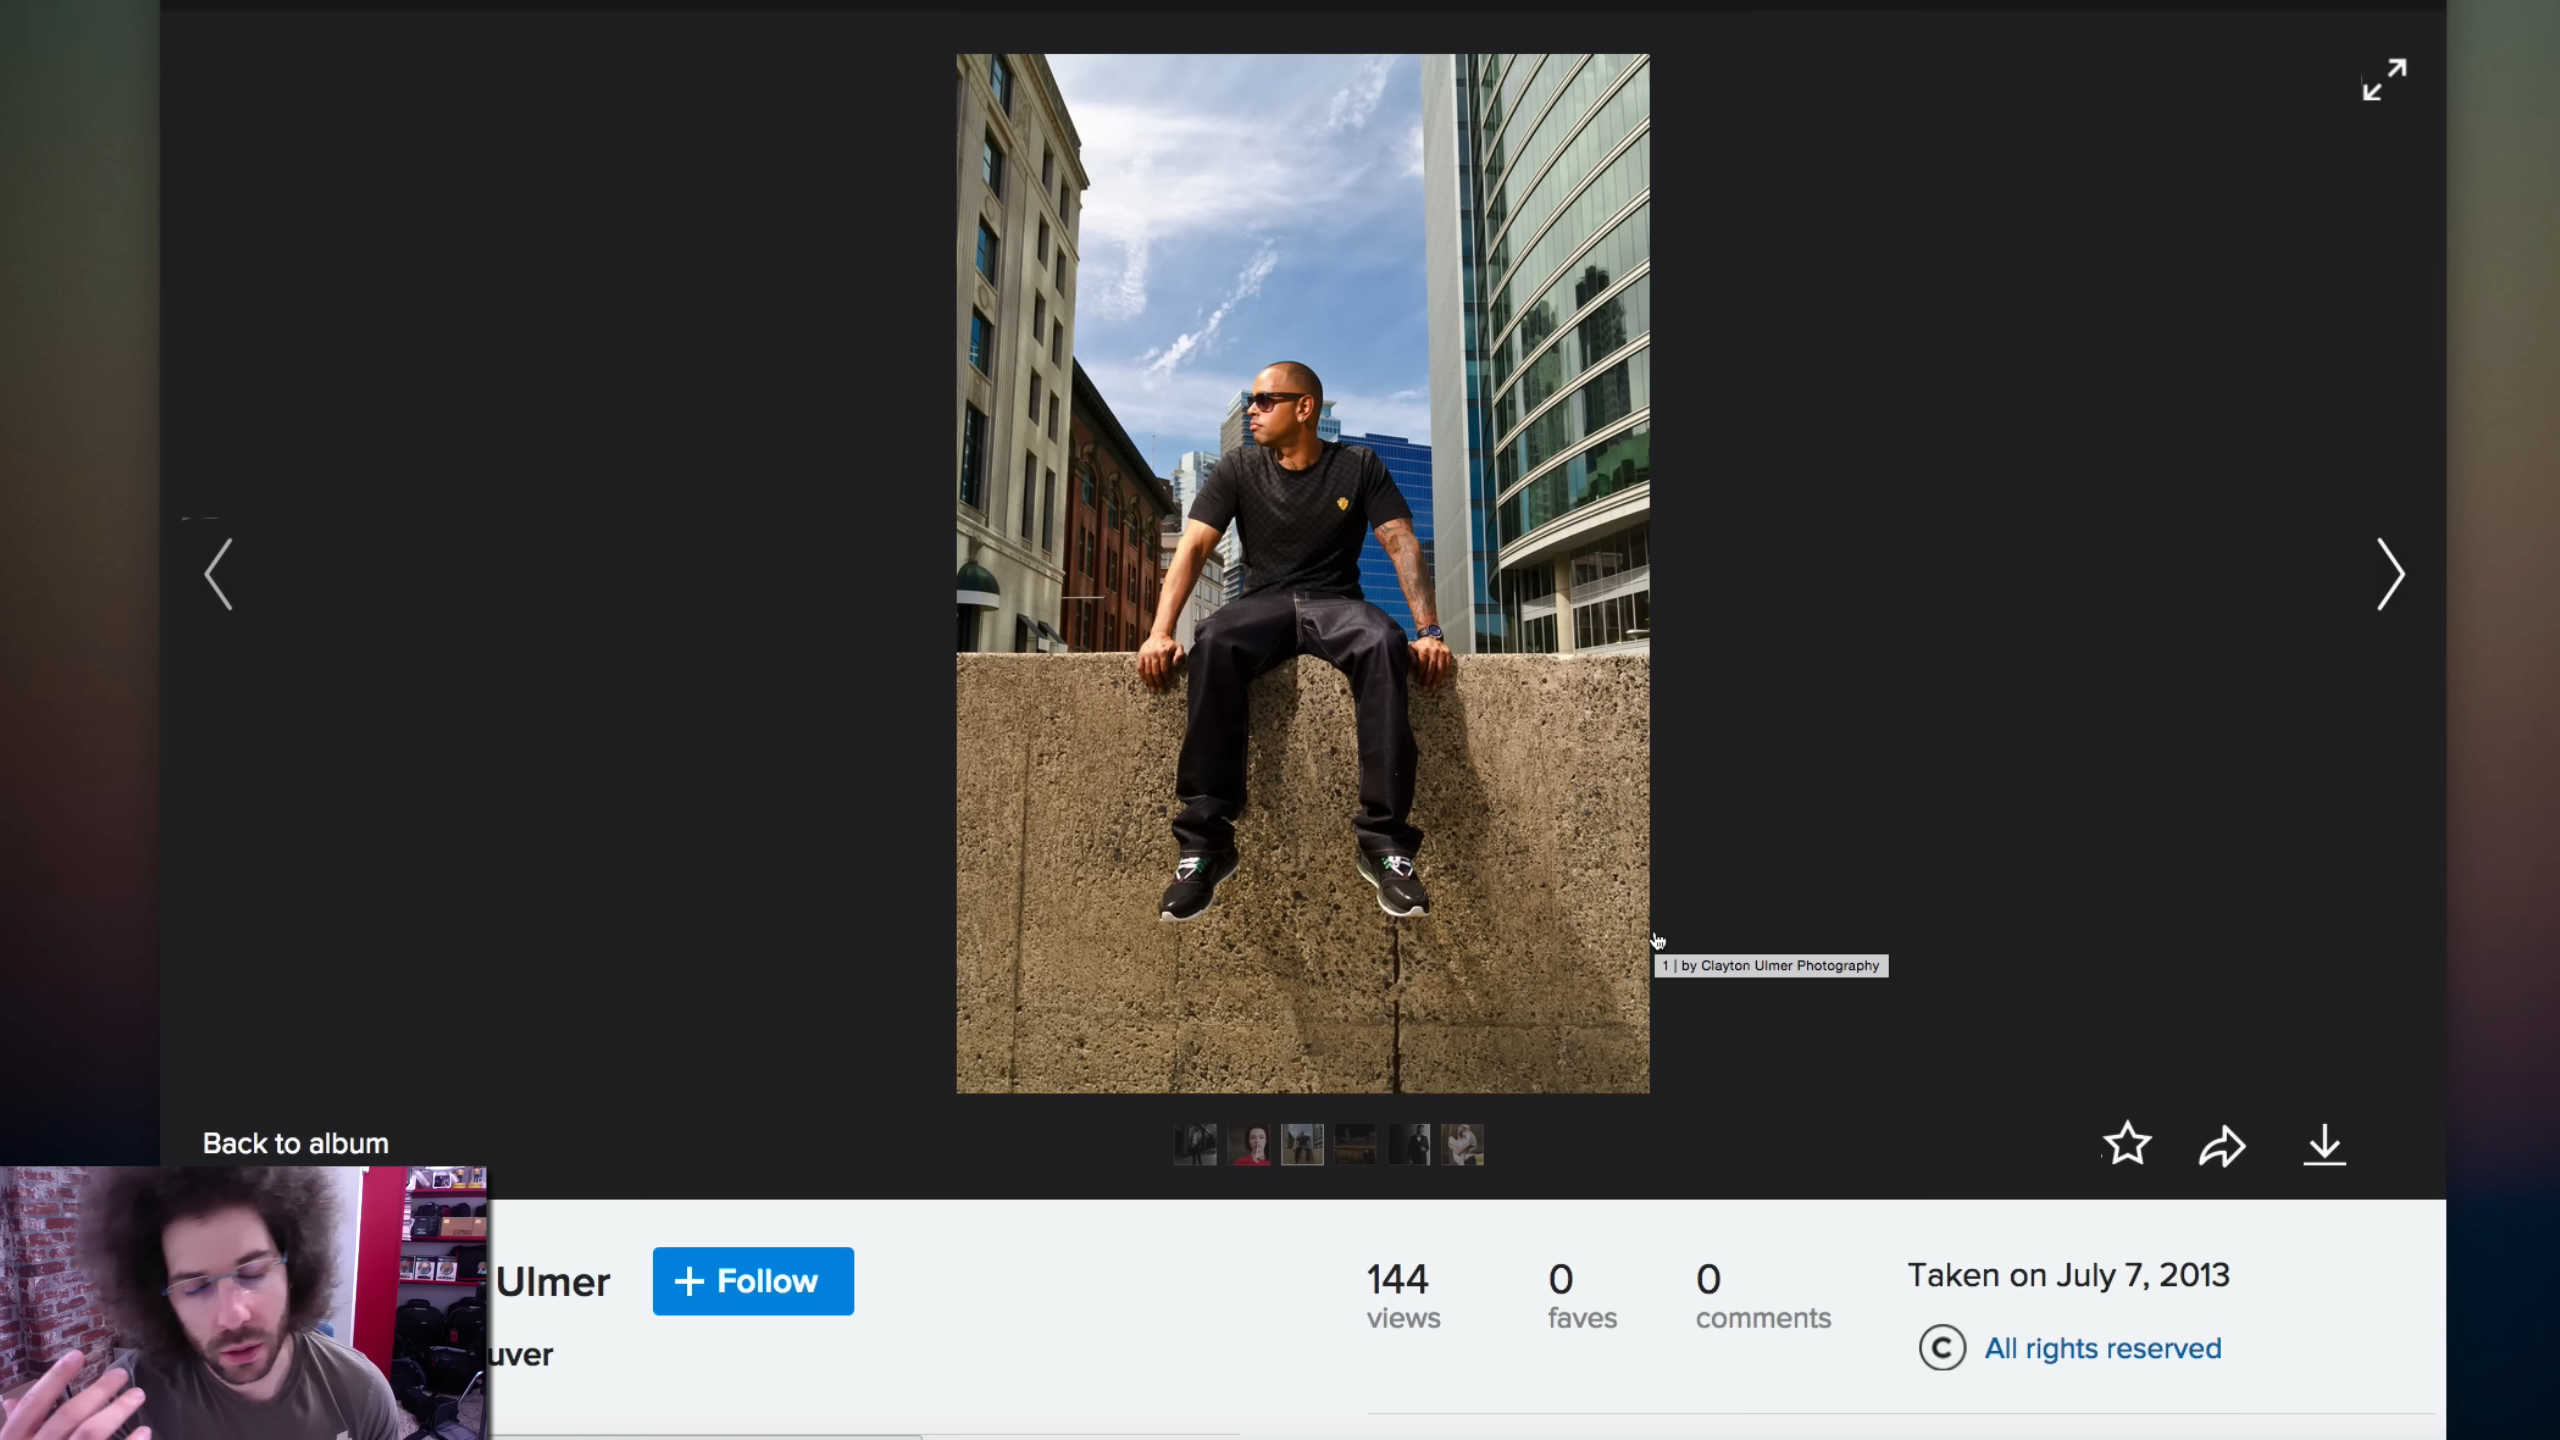 1 | by Clayton Ulmer Photography
Back to album
Ulmer
+ Follow
uver
144
views
0
faves
0
comments
Taken on July 7, 2013
© All rights reserved